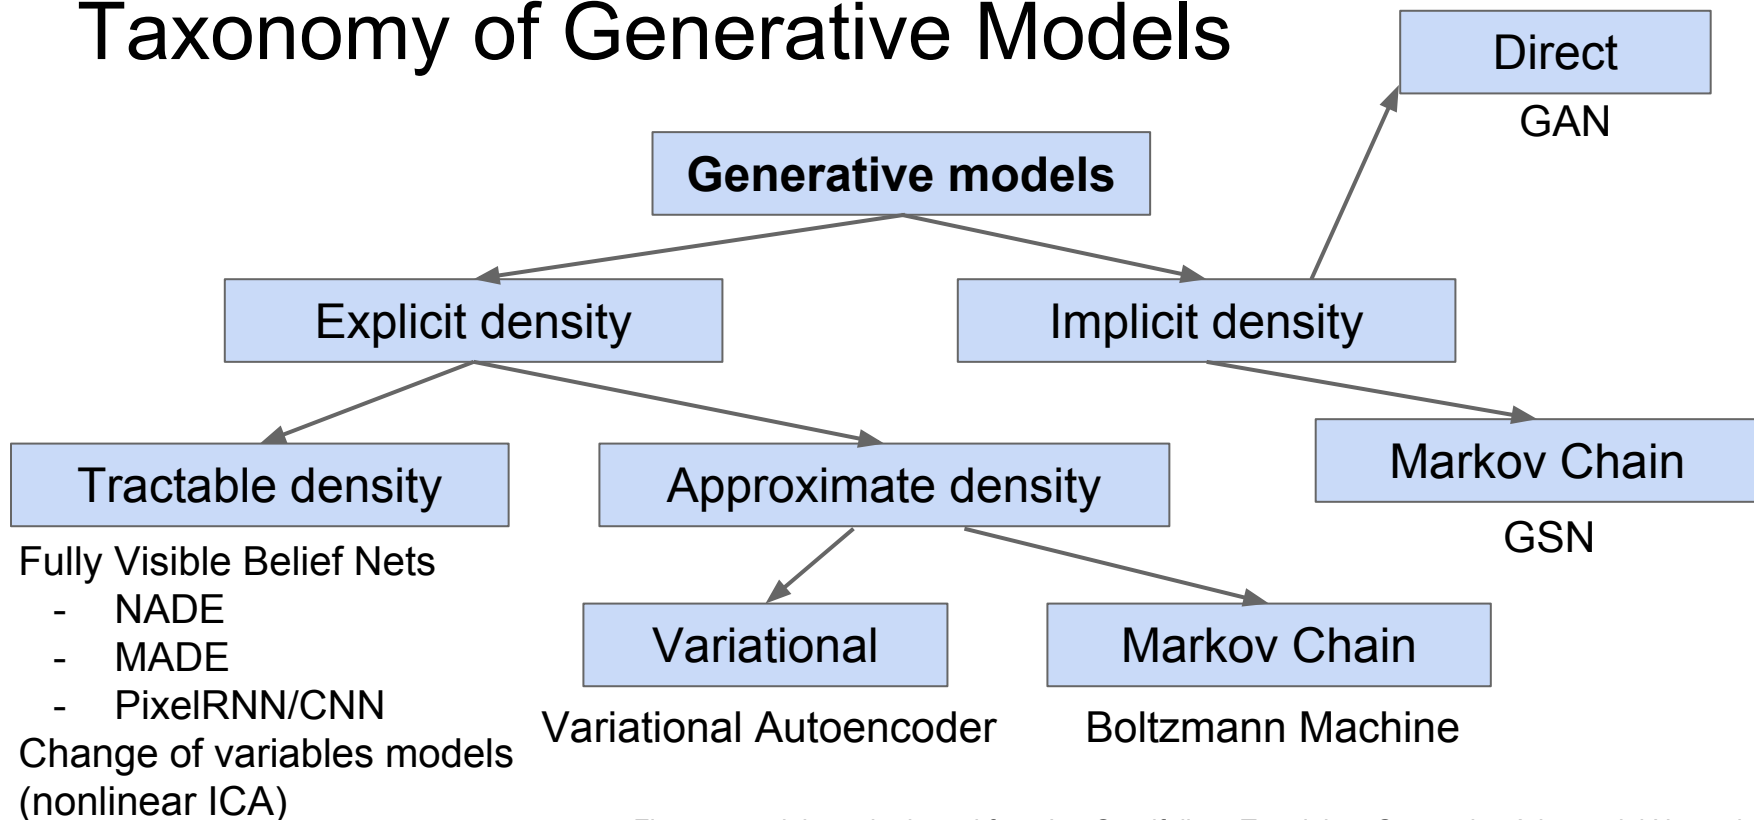 Taxonomy of Generative Models
Direct
GAN
Generative models
Explicit density
Implicit density
Tractable density
Approximate density
Markov Chain
GSN
Fully Visible Belief Nets
- NADE
- MADE
- PixelRNN/CNN
Change of variables models
(nonlinear ICA)
Variational
Markov Chain
Variational Autoencoder
Boltzmann Machine